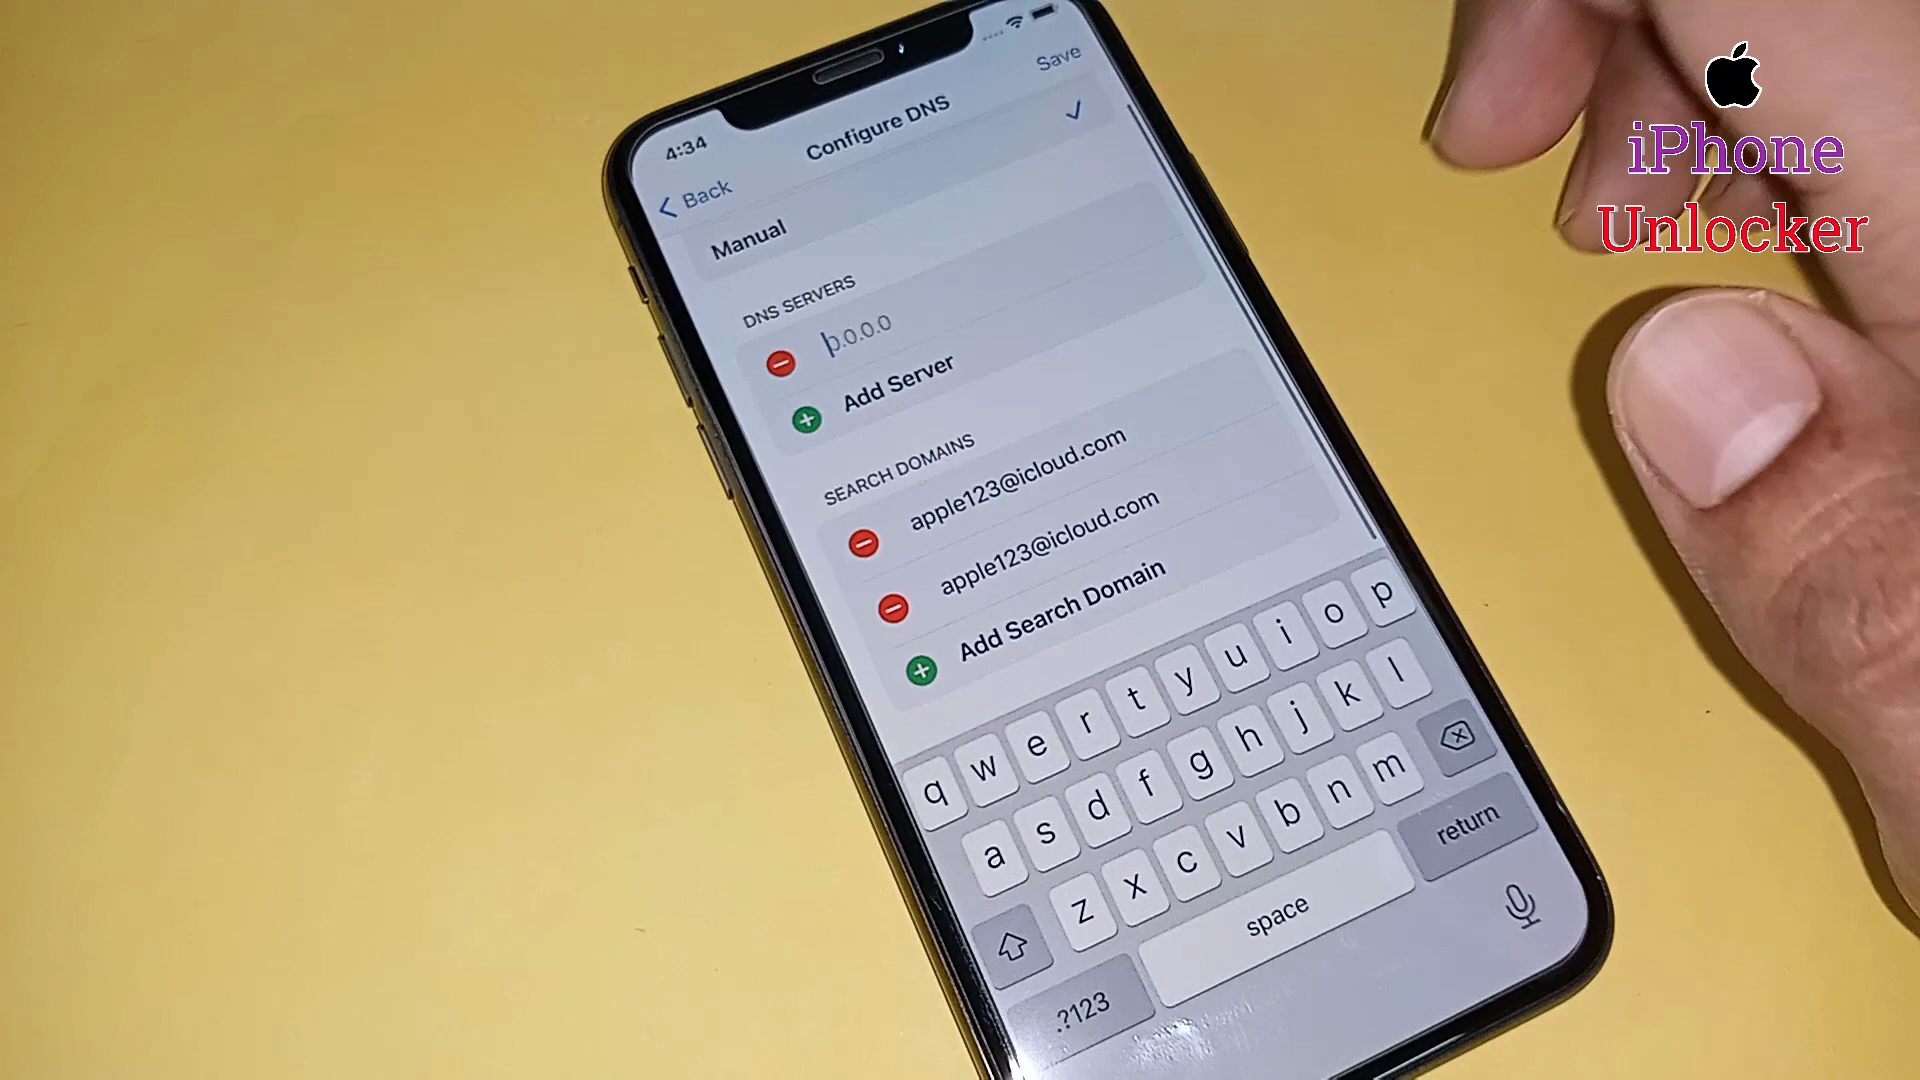 iPhone
Unlocker
4:34
Save
Configure DNS
Back
Manual
DNS SERVERS
0.0.0.0
Add Server
SEARCH DOMAINS
apple123@icloud.com
apple123@icloud.com
Add Search Domain
q w e r t y u i o p
a s d f g h j k l
z x c v b n m
.?123 space return